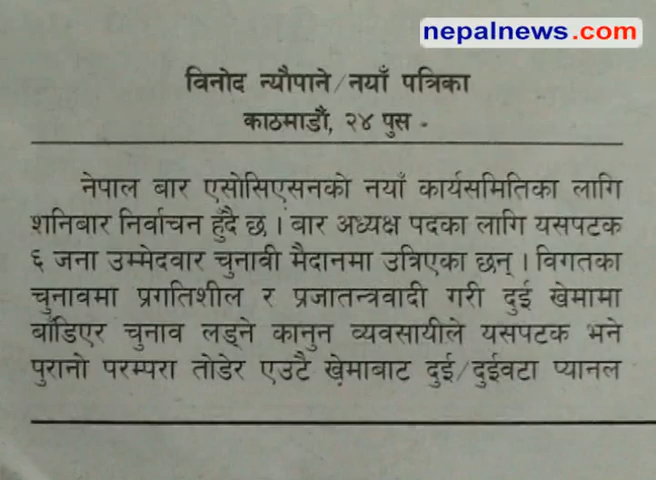 nepalnews.com
विनोद न्यौपाने/नयाँ पत्रिका
काठमाडौं, २४ पुस -
नेपाल बार एसोसिएसनको नयाँ कार्यसमितिका लागि
शनिबार निर्वाचन हुँदै छ । बार अध्यक्ष पदका लागि यसपटक
६ जना उम्मेदवार चुनावी मैदानमा उत्रिएका छन् । विगतका
चुनावमा प्रगतिशील र प्रजातन्त्रवादी गरी दुई खेमामा
बाँडिएर चुनाव लड्ने कानुन व्यवसायीले यसपटक भने
पुरानो परम्परा तोडेर एउटै खेमाबाट दुई/दुईवटा प्यानल